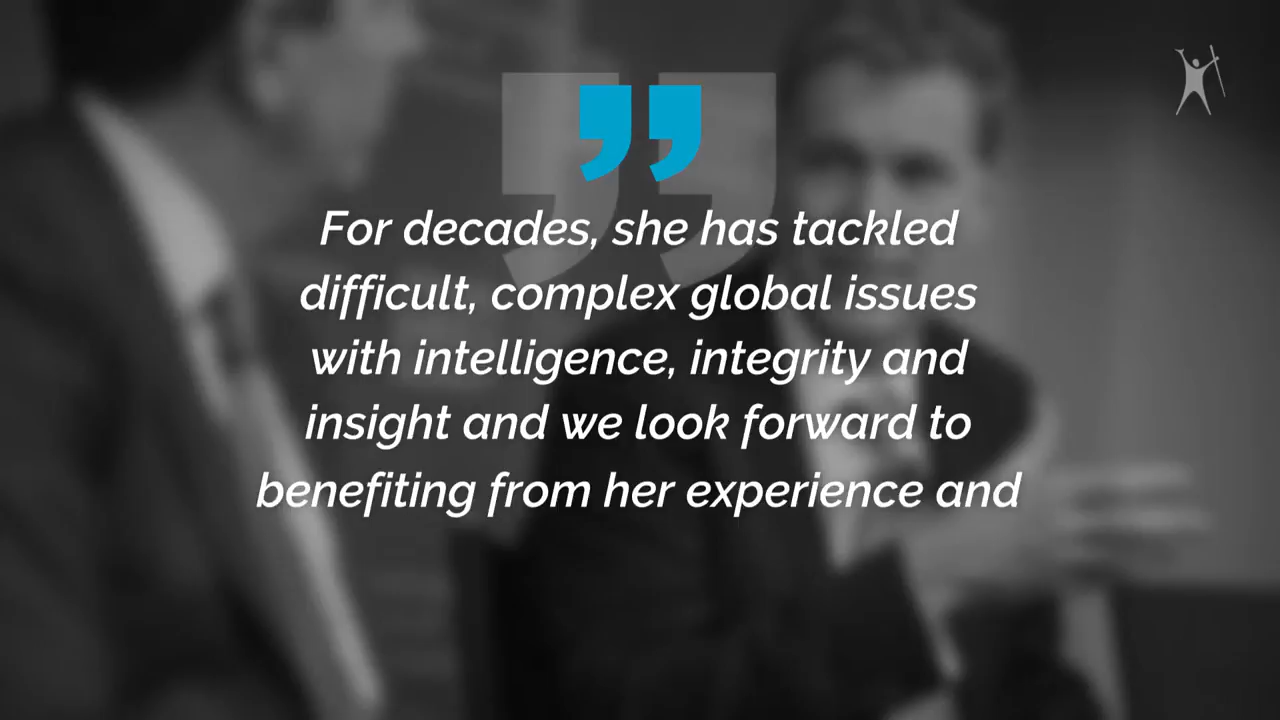 For decades, she has tackled
difficult, complex global issues
with intelligence, integrity and
insight and we look forward to
benefiting from her experience and